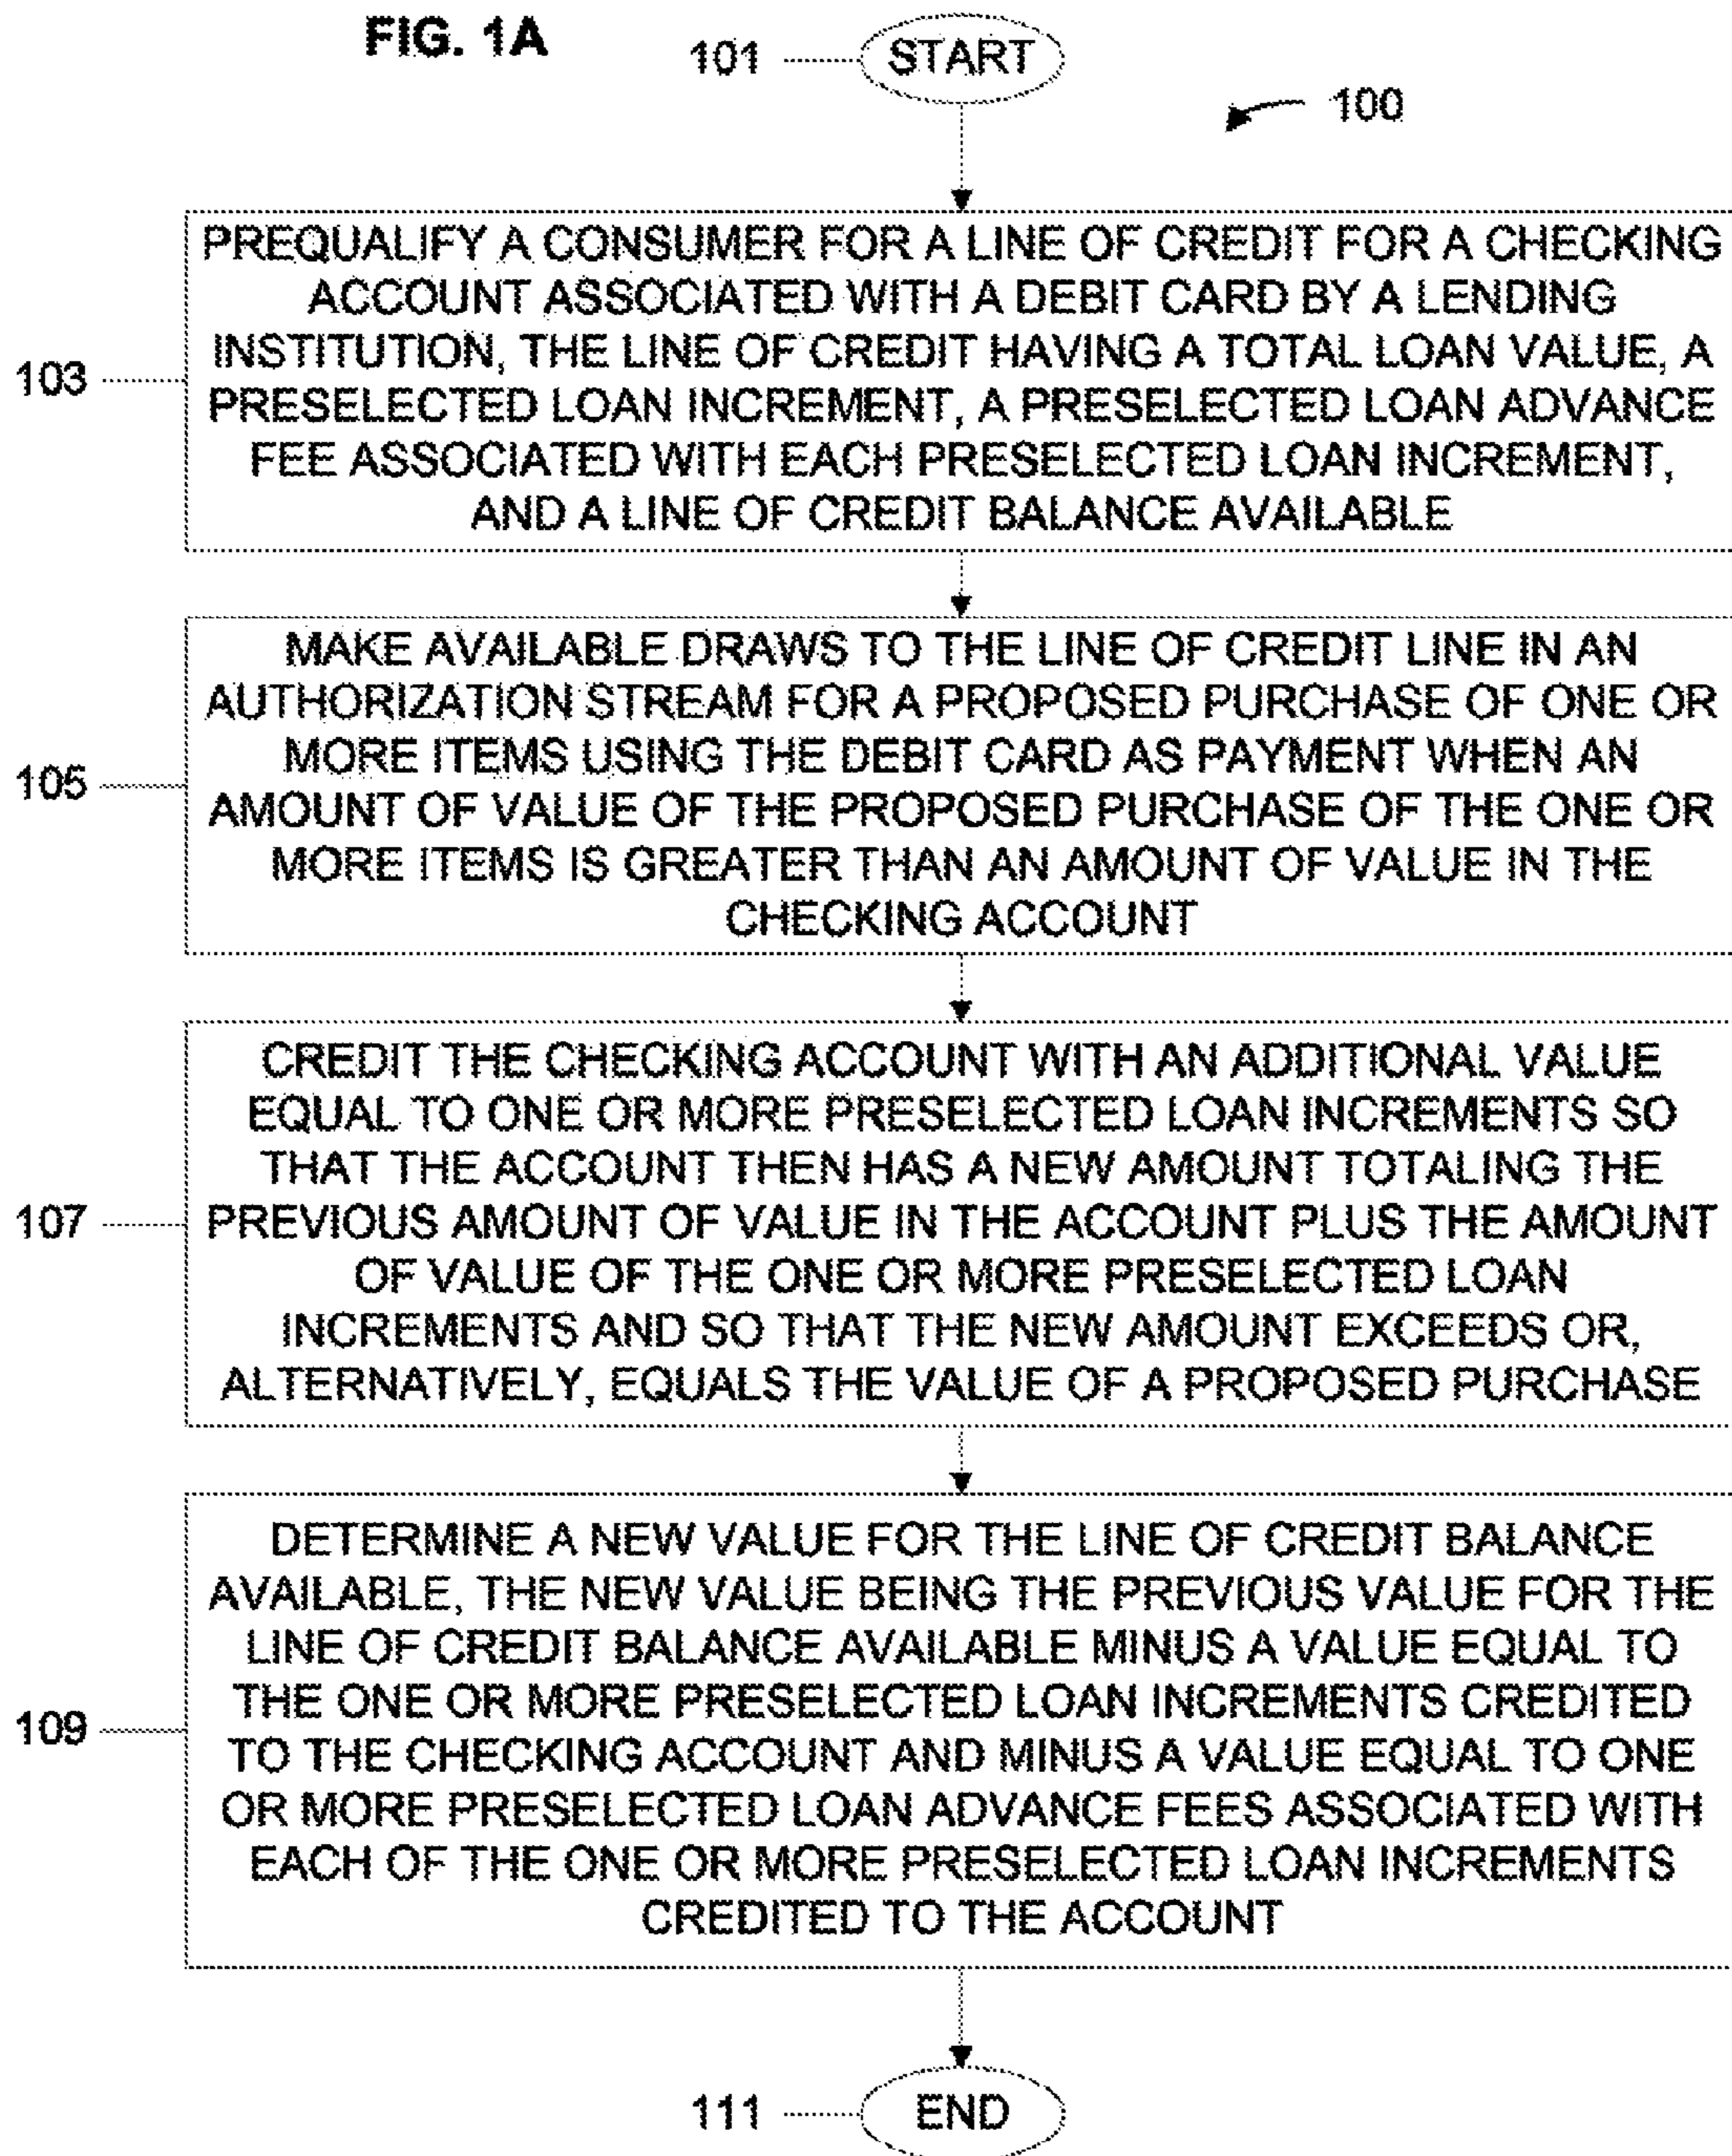 FIG. 1A
101
START
100
103
PREQUALIFY A CONSUMER FOR A LINE OF CREDIT FOR A CHECKING
ACCOUNT ASSOCIATED WITH A DEBIT CARD BY A LENDING
INSTITUTION, THE LINE OF CREDIT HAVING A TOTAL LOAN VALUE, A
PRESELECTED LOAN INCREMENT, A PRESELECTED LOAN ADVANCE
FEE ASSOCIATED WITH EACH PRESELECTED LOAN INCREMENT,
AND A LINE OF CREDIT BALANCE AVAILABLE
105
MAKE AVAILABLE DRAWS TO THE LINE OF CREDIT LINE IN AN
AUTHORIZATION STREAM FOR A PROPOSED PURCHASE OF ONE OR
MORE ITEMS USING THE DEBIT CARD AS PAYMENT WHEN AN
AMOUNT OF VALUE OF THE PROPOSED PURCHASE OF THE ONE OR
MORE ITEMS IS GREATER THAN AN AMOUNT OF VALUE IN THE
CHECKING ACCOUNT
107
CREDIT THE CHECKING ACCOUNT WITH AN ADDITIONAL VALUE
EQUAL TO ONE OR MORE PRESELECTED LOAN INCREMENTS SO
THAT THE ACCOUNT THEN HAS A NEW AMOUNT TOTALING THE
PREVIOUS AMOUNT OF VALUE IN THE ACCOUNT PLUS THE AMOUNT
OF VALUE OF THE ONE OR MORE PRESELECTED LOAN
INCREMENTS AND SO THAT THE NEW AMOUNT EXCEEDS OR,
ALTERNATIVELY, EQUALS THE VALUE OF A PROPOSED PURCHASE
109
DETERMINE A NEW VALUE FOR THE LINE OF CREDIT BALANCE
AVAILABLE, THE NEW VALUE BEING THE PREVIOUS VALUE FOR THE
LINE OF CREDIT BALANCE AVAILABLE MINUS A VALUE EQUAL TO
THE ONE OR MORE PRESELECTED LOAN INCREMENTS CREDITED
TO THE CHECKING ACCOUNT AND MINUS A VALUE EQUAL TO ONE
OR MORE PRESELECTED LOAN ADVANCE FEES ASSOCIATED WITH
EACH OF THE ONE OR MORE PRESELECTED LOAN INCREMENTS
CREDITED TO THE ACCOUNT
111
END